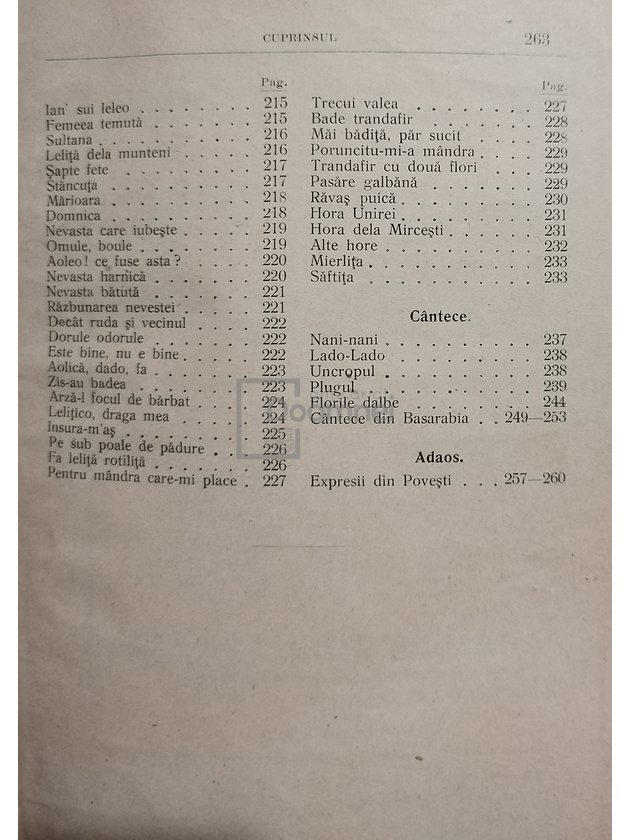 CUPRINSUL 263
Pag.
Ian' sui leleo . . . . . . . . 215
Femeea temută . . . . . . . 215
Sultana . . . . . . . . . . 216
Leliță dela munteni . . . . . 216
Șapte fete . . . . . . . . . 217
Stăncuța . . . . . . . . . 217
Mărioara . . . . . . . . . 218
Domnica . . . . . . . . . 218
Nevasta care iubește . . . . . 219
Omule, boule . . . . . . . 219
Aoleo! ce fuse asta? . . . . . 220
Nevasta harnică . . . . . . . 220
Nevasta bătută . . . . . . . 221
Răzbunarea nevestei . . . . . 221
Decât ruda și vecinul . . . . 222
Dorule odorule . . . . . . . 222
Este bine, nu e bine . . . . . 222
Aolică, dado, fa . . . . . . 223
Zis-au badea . . . . . . . 223
Arză-l focul de bărbat . . . . 224
Lelițico, draga mea . . . . . 224
Insura-m'aș . . . . . . . . 225
Pe sub poale de pădure . . . 226
Fa leliță rotiliță . . . . . . . 226
Pentru mândra care-mi place . 227
Pag.
Trecui valea . . . . . . . . 227
Bade trandafir . . . . . . . 228
Măi bădiță, păr sucit . . . . . 228
Poruncitu-mi-a mândra . . . . 229
Trandafir cu două flori . . . . 229
Pasăre galbănă . . . . . . . 229
Răvaș puică . . . . . . . . . 230
Hora Unirei . . . . . . . . . 231
Hora dela Mircești . . . . . . 231
Alte hore . . . . . . . . . . 232
Mierlița . . . . . . . . . . . 233
Săftița . . . . . . . . . . . 233
Cântece.
Nani-nani . . . . . . . . . . 237
Lado-Lado . . . . . . . . . 238
Uncropul . . . . . . . . . . 238
Plugul . . . . . . . . . . . 239
Florile dalbe . . . . . . . . 244
Cântece din Basarabia . . 249—253
Adaos.
Expresii din Povești . . . 257—260